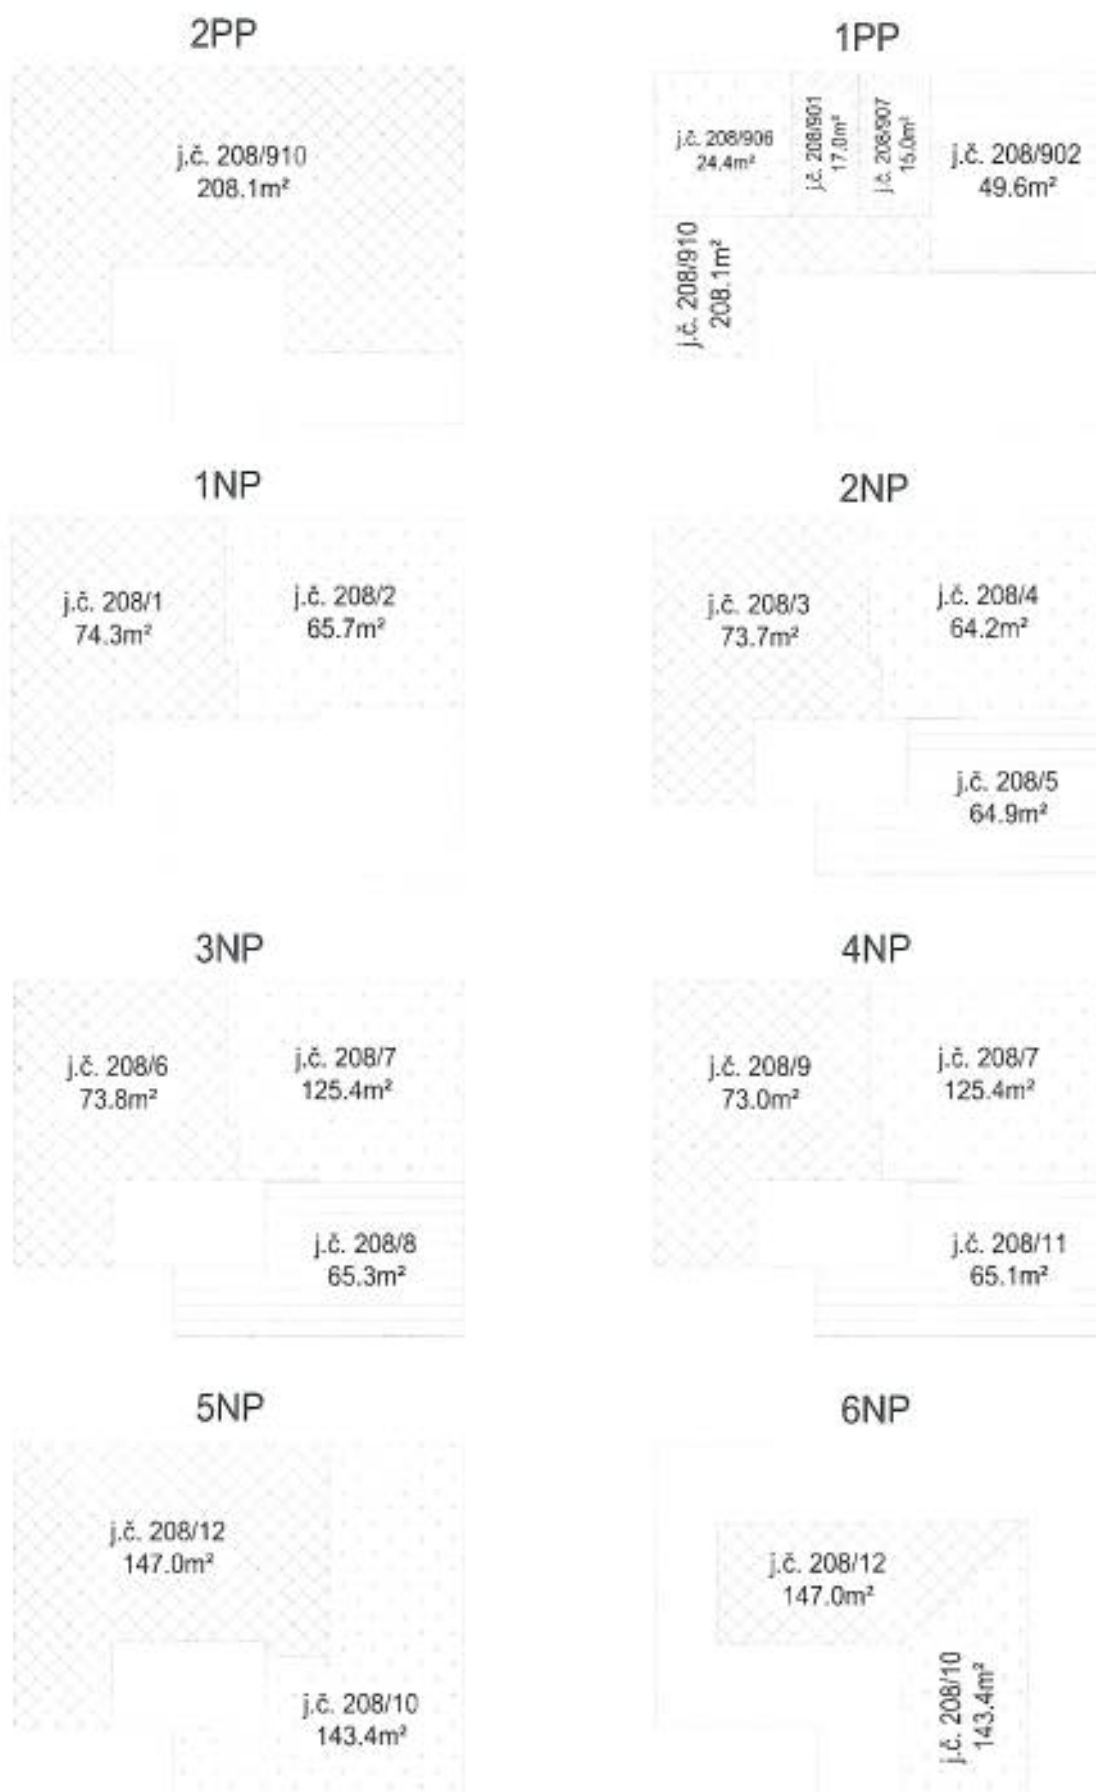 2PP
j.č. 208/910
208.1m²
1PP
j.č. 208/906
24.4m²
j.č. 208/901
17.0m²
j.č. 208/907
15.0m²
j.č. 208/902
49.6m²
j.č. 208/910
208.1m²
1NP
j.č. 208/1
74.3m²
j.č. 208/2
65.7m²
2NP
j.č. 208/3
73.7m²
j.č. 208/4
64.2m²
j.č. 208/5
64.9m²
3NP
j.č. 208/6
73.8m²
j.č. 208/7
125.4m²
j.č. 208/8
65.3m²
4NP
j.č. 208/9
73.0m²
j.č. 208/7
125.4m²
j.č. 208/11
65.1m²
5NP
j.č. 208/12
147.0m²
j.č. 208/10
143.4m²
6NP
j.č. 208/12
147.0m²
j.č. 208/10
143.4m²